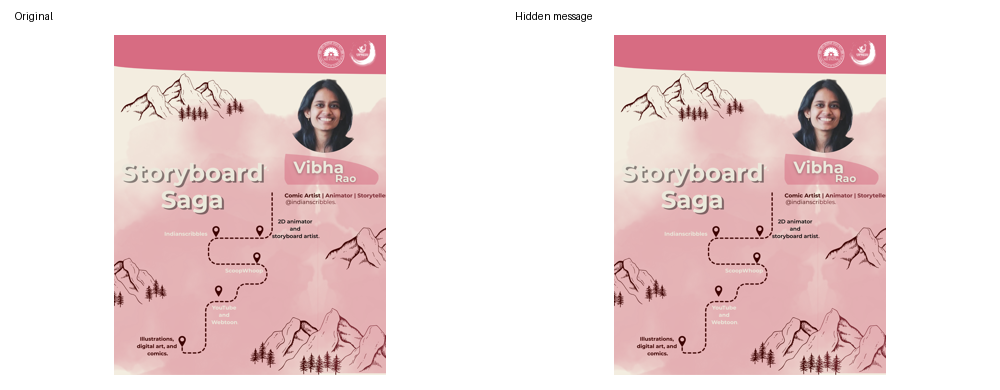 Original
Hidden message
Storyboard
Saga
Vibha
Rao
Comic Artist | Animator | Storytelle
@indianscribbles.
2D animator
and
storyboard artist.
Indianscribbles
ScoopWhoop
YouTube
and
Webtoon
Illustrations,
digital art, and
comics.
Storyboard
Saga
Vibha
Rao
Comic Artist | Animator | Storytelle
@indianscribbles.
2D animator
and
storyboard artist.
Indianscribbles
ScoopWhoop
YouTube
and
Webtoon
Illustrations,
digital art, and
comics.